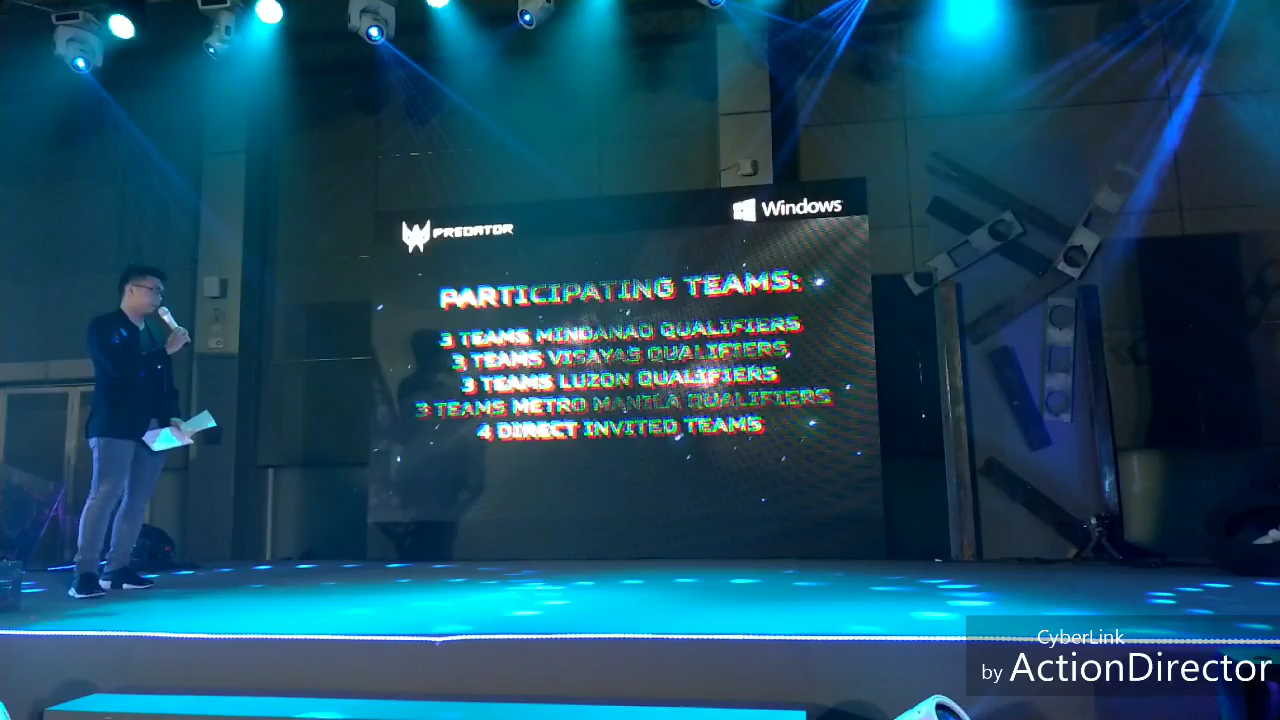 PREDATOR
Windows
PARTICIPATING TEAMS:
3 TEAMS MINDANAO QUALIFIERS
3 TEAMS VISAYAS QUALIFIERS
3 TEAMS LUZON QUALIFIERS
3 TEAMS METRO MANILA QUALIFIERS
4 DIRECT INVITED TEAMS
CyberLink
by ActionDirector